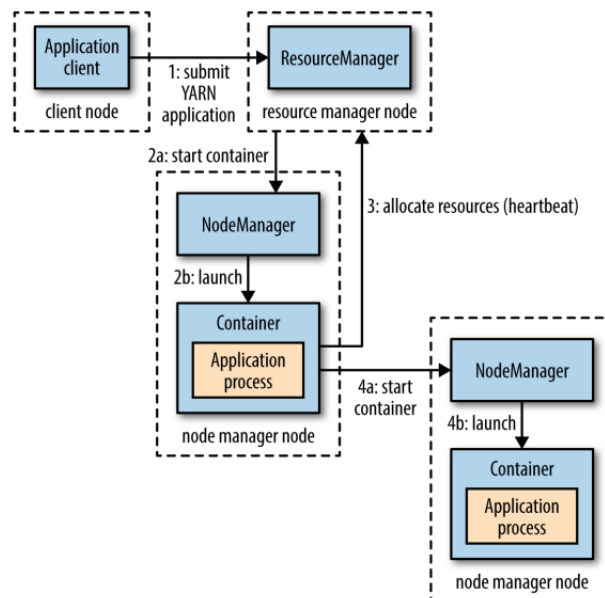 Application
client
client node
1: submit
YARN
application
ResourceManager
resource manager node
2a: start container
NodeManager
2b: launch
Container
Application
process
node manager node
3: allocate resources (heartbeat)
4a: start
container
NodeManager
4b: launch
Container
Application
process
node manager node